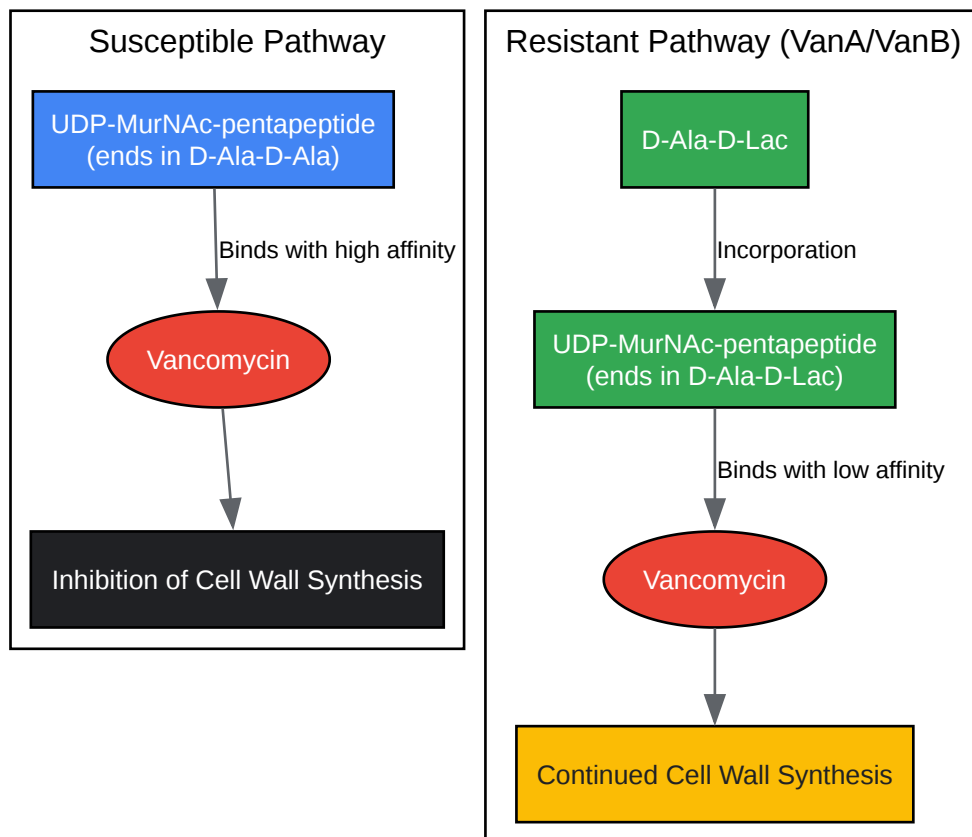 Susceptible Pathway
UDP-MurNAc-pentapeptide
(ends in D-Ala-D-Ala)
Binds with high affinity
Vancomycin
Inhibition of Cell Wall Synthesis
Resistant Pathway (VanA/VanB)
D-Ala-D-Lac
Incorporation
UDP-MurNAc-pentapeptide
(ends in D-Ala-D-Lac)
Binds with low affinity
Vancomycin
Continued Cell Wall Synthesis